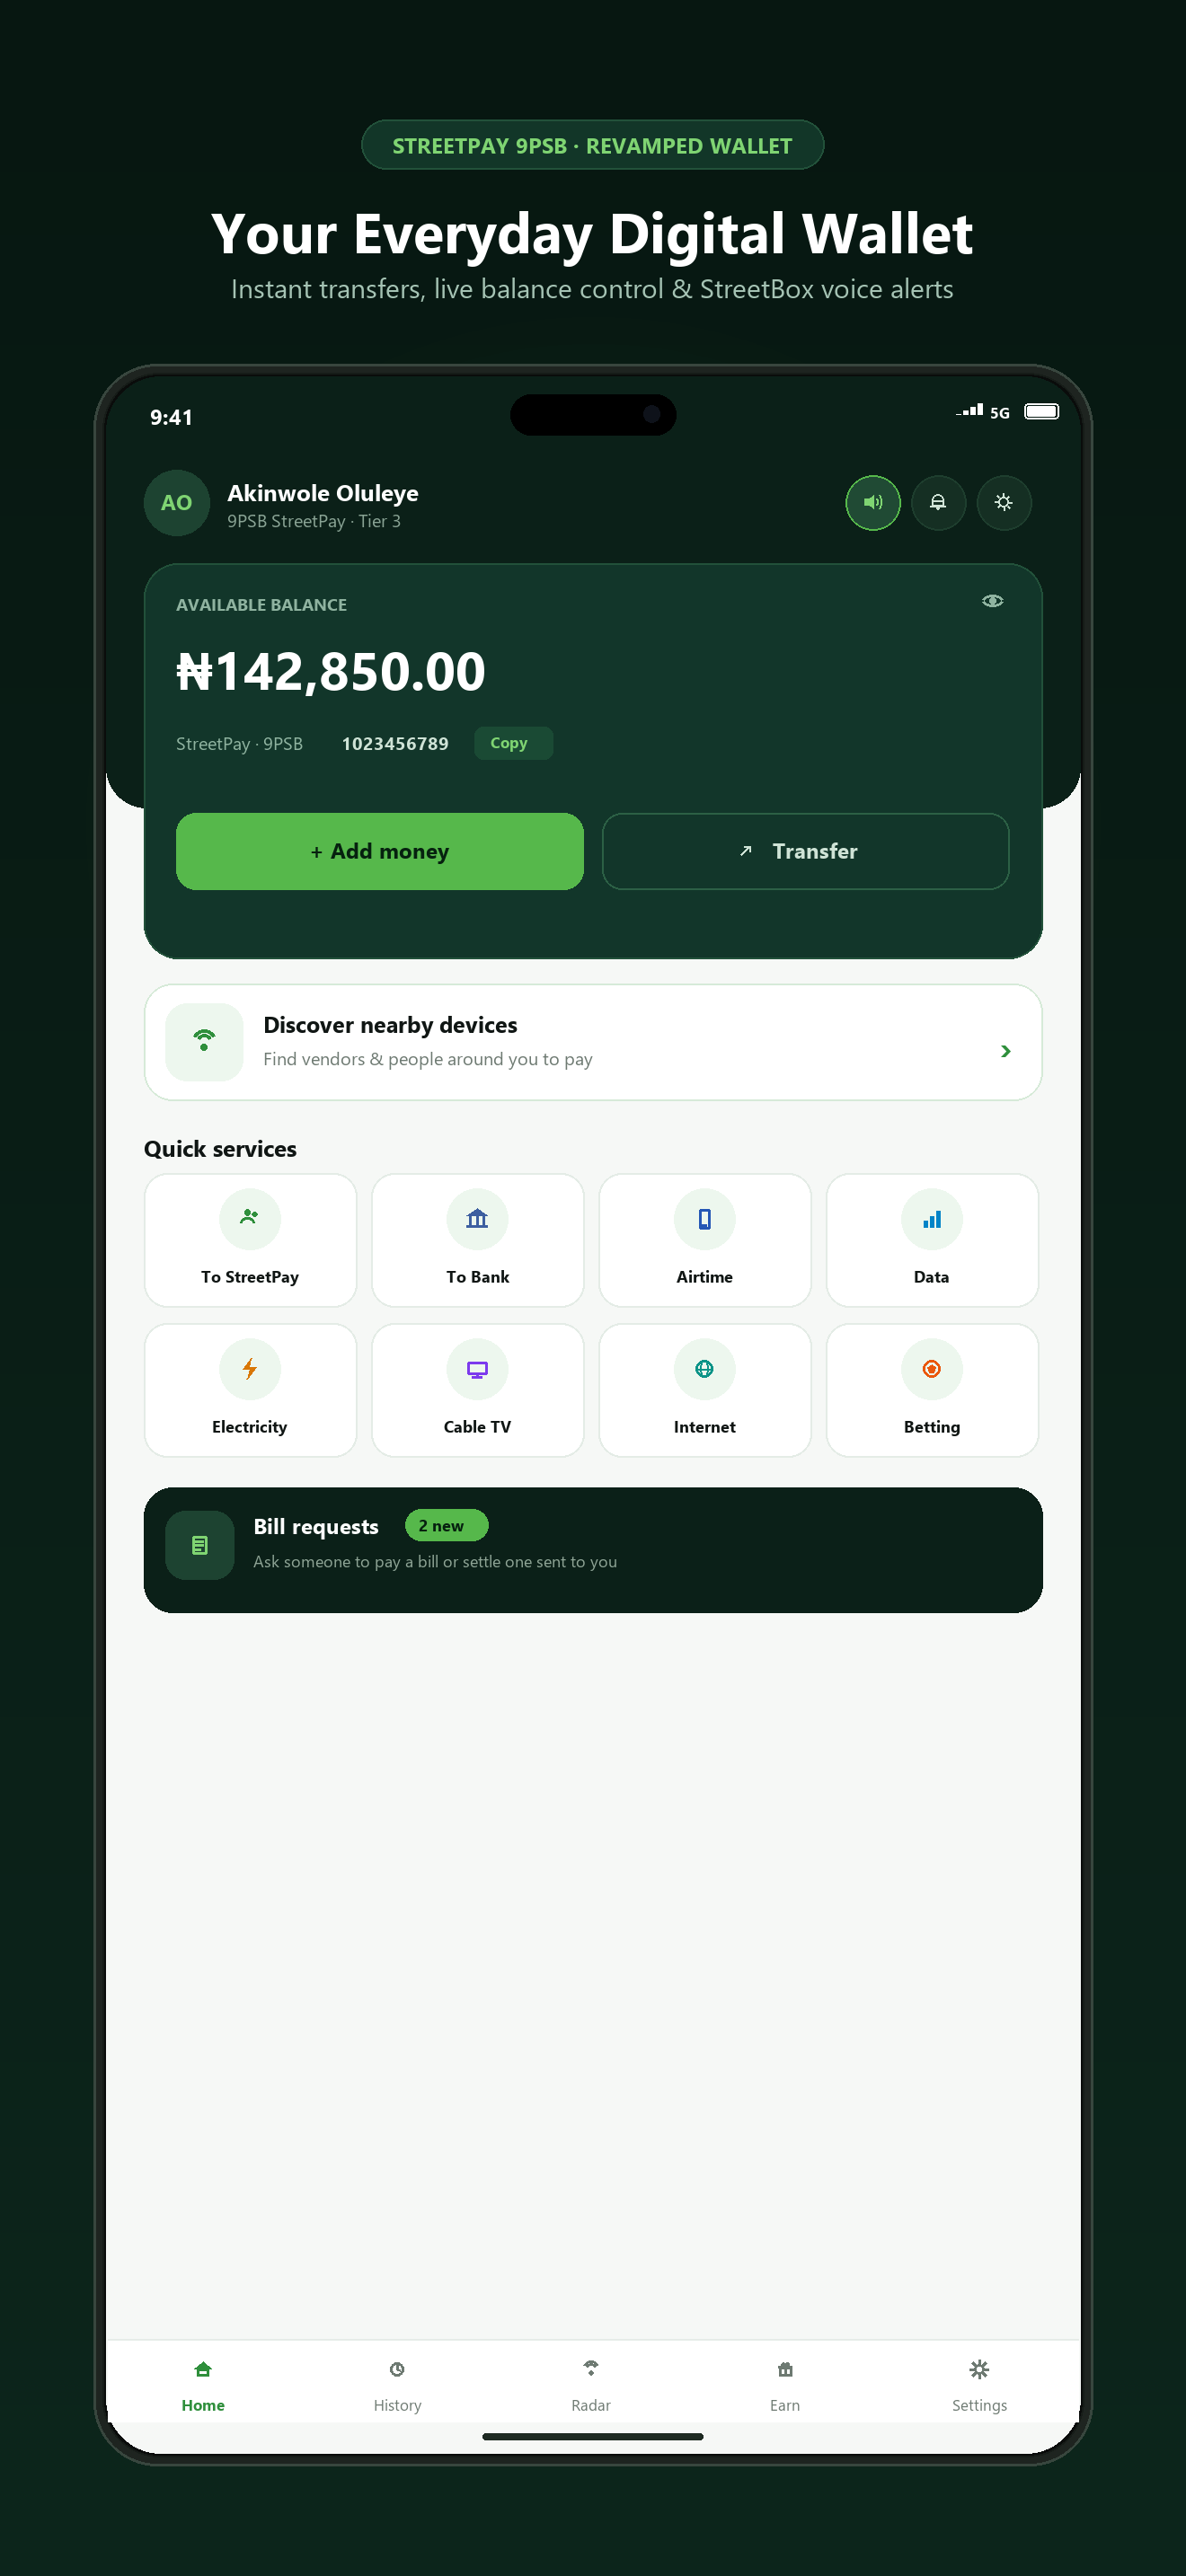 STREETPAY 9PSB · REVAMPED WALLET
Your Everyday Digital Wallet
Instant transfers, live balance control & StreetBox voice alerts
9:41
5G
AO
Akinwole Oluleye
9PSB StreetPay · Tier 3
AVAILABLE BALANCE
₦142,850.00
StreetPay · 9PSB 1023456789 Copy
+ Add money
Transfer
Discover nearby devices
Find vendors & people around you to pay
Quick services
To StreetPay
To Bank
Airtime
Data
Electricity
Cable TV
Internet
Betting
Bill requests 2 new
Ask someone to pay a bill or settle one sent to you
Home
History
Radar
Earn
Settings